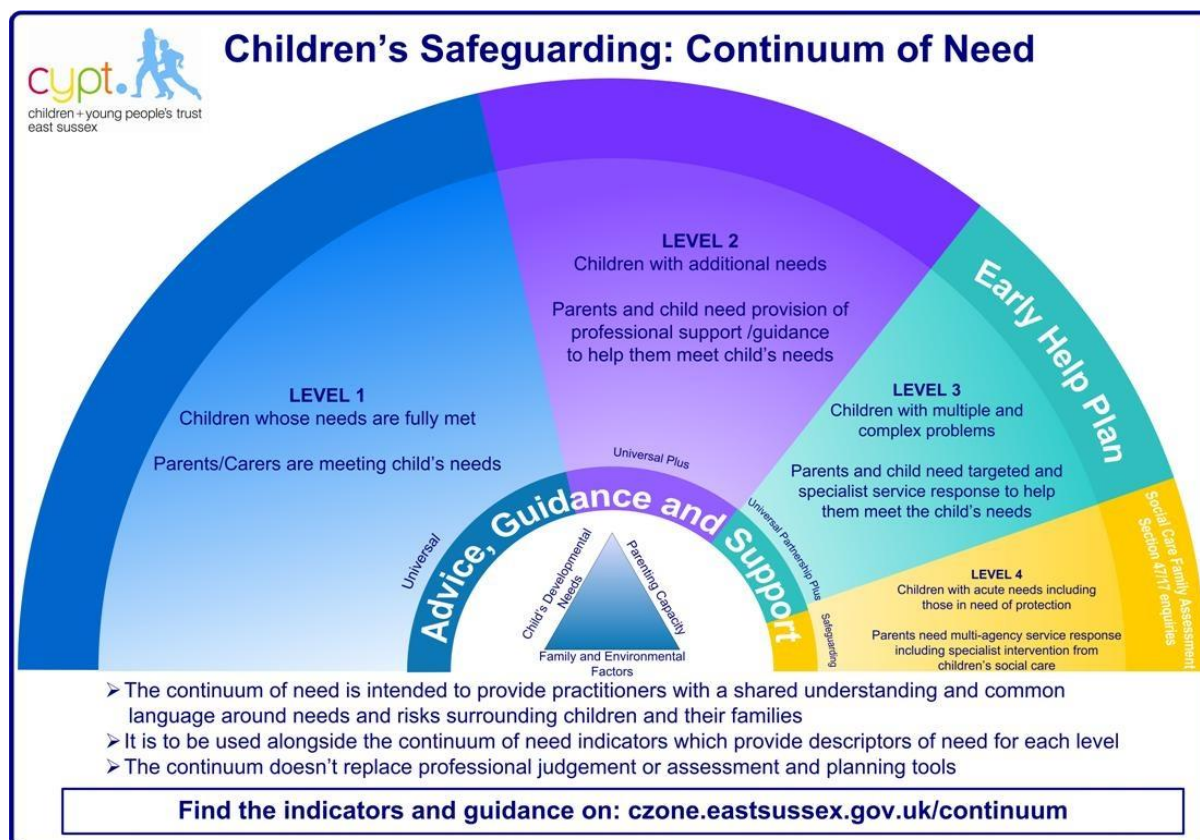 cypt.
children+young people's trust
east sussex
Children's Safeguarding: Continuum of Need
LEVEL 1
Children whose needs are fully met
Parents/Carers are meeting child's needs
LEVEL 2
Children with additional needs
Parents and child need provision of
professional support /guidance
to help them meet child's needs
Early Help Plan
LEVEL 3
Children with multiple and
complex problems
Parents and child need targeted and
specialist service response to help
them meet the child's needs
Social Care Family Assessment
Section 47/17 enquiries
LEVEL 4
Children with acute needs including
those in need of protection
Parents need multi-agency service response
including specialist intervention from
children's social care
Universal
Universal Plus
Universal Partnership Plus
Safeguarding
Advice, Guidance and Support
Child's Developmental
Needs
Parenting Capacity
Family and Environmental
Factors
➢ The continuum of need is intended to provide practitioners with a shared understanding and common
language around needs and risks surrounding children and their families
➢ It is to be used alongside the continuum of need indicators which provide descriptors of need for each level
➢ The continuum doesn't replace professional judgement or assessment and planning tools
Find the indicators and guidance on: czone.eastsussex.gov.uk/continuum